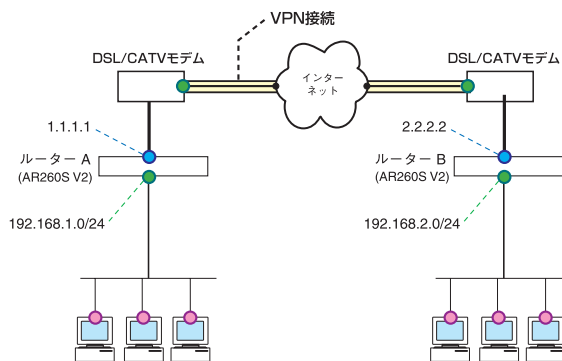 VPN接続
DSL/CATVモデム
DSL/CATVモデム
インター
ネット
1.1.1.1
2.2.2.2
ルーター A
(AR260S V2)
ルーター B
(AR260S V2)
192.168.1.0/24
192.168.2.0/24